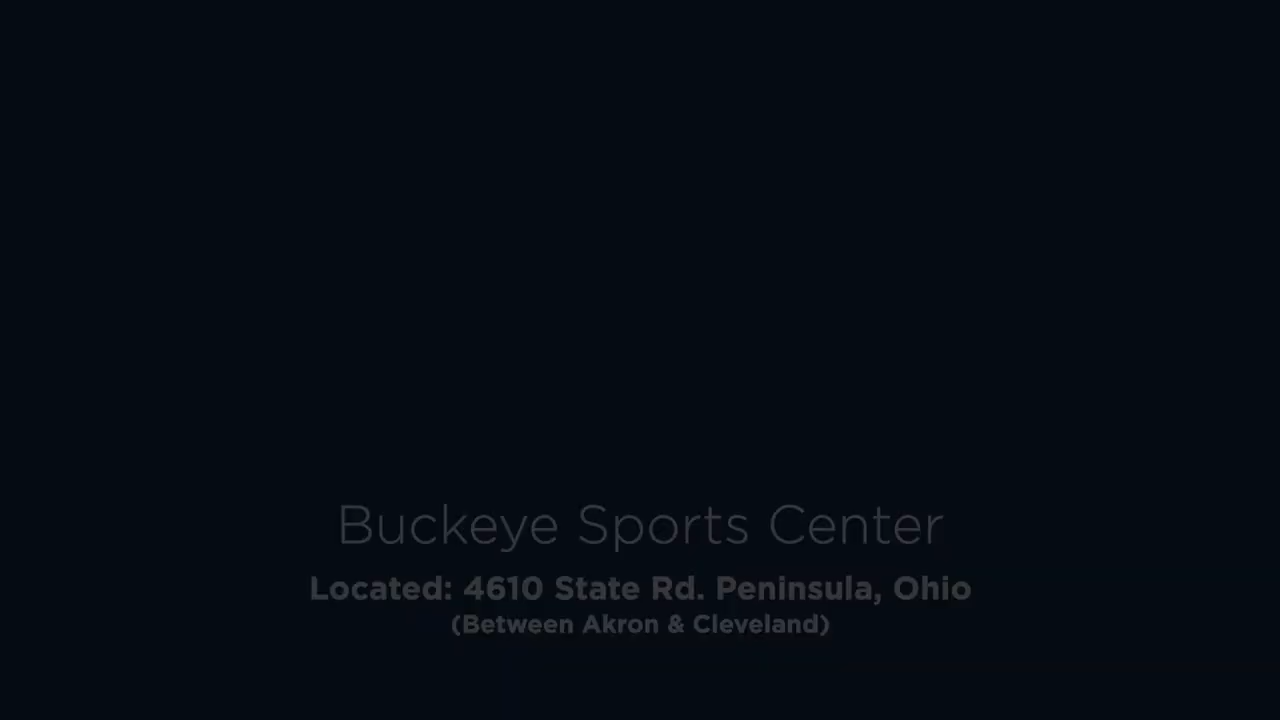 Buckeye Sports Center
Located: 4610 State Rd. Peninsula, Ohio
(Between Akron & Cleveland)